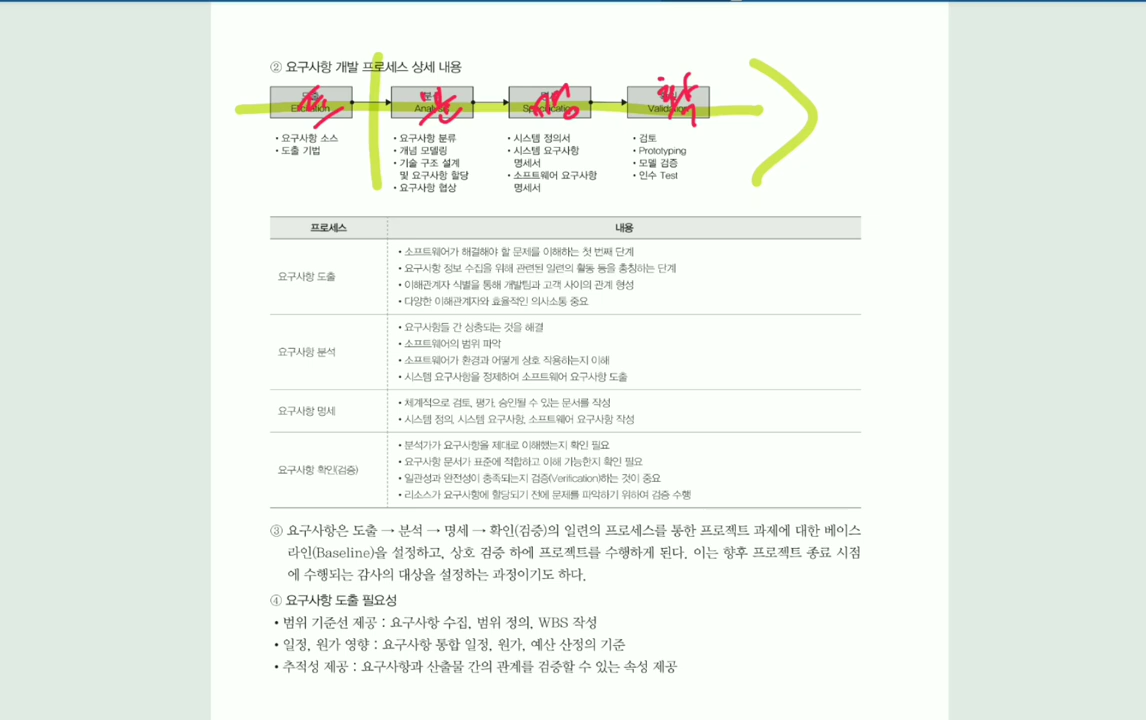 ② 요구사항 개발 프로세스 상세 내용
분 명 확
• 요구사항 소스
• 도출 기법
• 요구사항 분류
• 개념 모델링
• 기술 구조 설계
및 요구사항 할당
• 요구사항 협상
• 시스템 정의서
• 시스템 요구사항
명세서
• 소프트웨어 요구사항
명세서
• 검토
• Prototyping
• 모델 검증
• 인수 Test
프로세스 내용
요구사항 도출
• 소프트웨어가 해결해야 할 문제를 이해하는 첫 번째 단계
• 요구사항 정보 수집을 위해 관련된 일련의 활동 등을 총칭하는 단계
• 이해관계자 식별을 통해 개발팀과 고객 사이의 관계 형성
• 다양한 이해관계자와 효율적인 의사소통 중요
요구사항 분석
• 요구사항들 간 상충되는 것을 해결
• 소프트웨어의 범위 파악
• 소프트웨어가 환경과 어떻게 상호 작용하는지 이해
• 시스템 요구사항을 정제하여 소프트웨어 요구사항 도출
요구사항 명세
• 체계적으로 검토, 평가, 승인될 수 있는 문서를 작성
• 시스템 정의, 시스템 요구사항, 소프트웨어 요구사항 작성
요구사항 확인(검증)
• 분석가가 요구사항을 제대로 이해했는지 확인 필요
• 요구사항 문서가 표준에 적합하고 이해 가능한지 확인 필요
• 일관성과 완전성이 충족되는지 검증(Verification)하는 것이 중요
• 리소스가 요구사항에 할당되기 전에 문제를 파악하기 위하여 검증 수행
③ 요구사항은 도출 → 분석 → 명세 → 확인(검증)의 일련의 프로세스를 통한 프로젝트 과제에 대한 베이스
라인(Baseline)을 설정하고, 상호 검증 하에 프로젝트를 수행하게 된다. 이는 향후 프로젝트 종료 시점
에 수행되는 감사의 대상을 설정하는 과정이기도 하다.
④ 요구사항 도출 필요성
• 범위 기준선 제공 : 요구사항 수집, 범위 정의, WBS 작성
• 일정, 원가 영향 : 요구사항 통합 일정, 원가, 예산 산정의 기준
• 추적성 제공 : 요구사항과 산출물 간의 관계를 검증할 수 있는 속성 제공